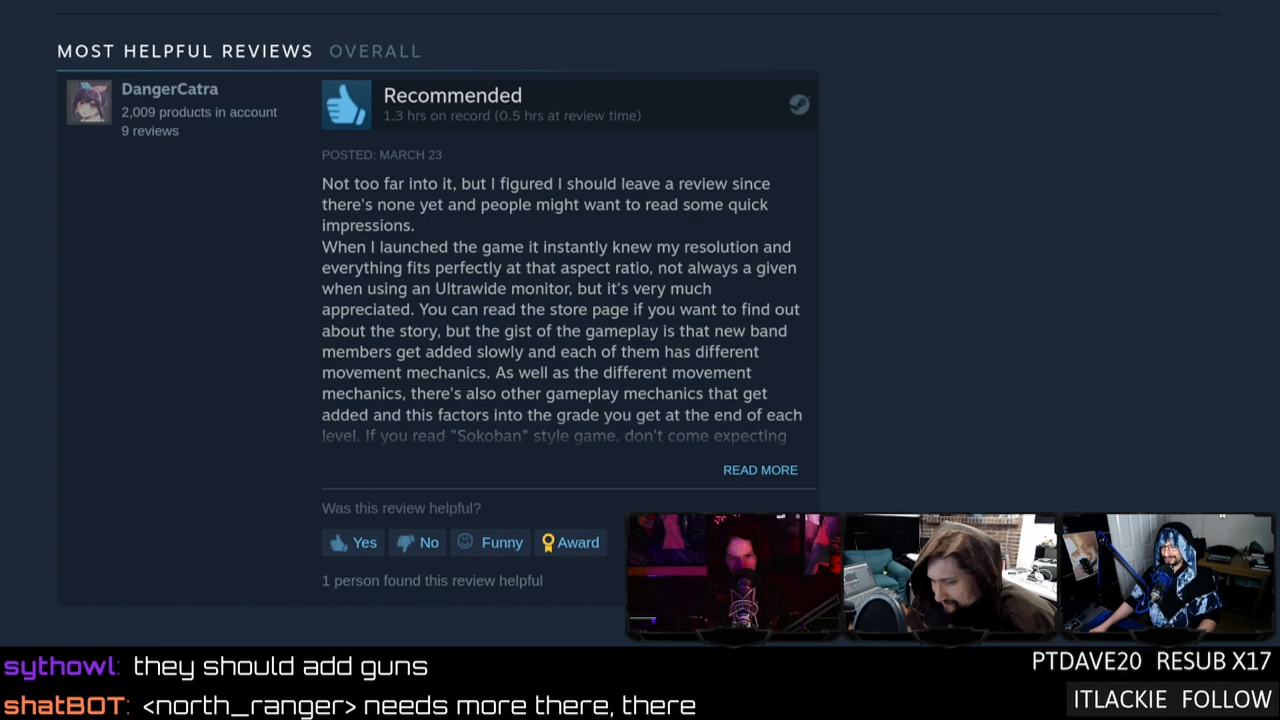 MOST HELPFUL REVIEWS OVERALL
DangerCatra
2,009 products in account
9 reviews
Recommended
1.3 hrs on record (0.5 hrs at review time)
POSTED: MARCH 23
Not too far into it, but I figured I should leave a review since
there's none yet and people might want to read some quick
impressions.
When I launched the game it instantly knew my resolution and
everything fits perfectly at that aspect ratio, not always a given
when using an Ultrawide monitor, but it's very much
appreciated. You can read the store page if you want to find out
about the story, but the gist of the gameplay is that new band
members get added slowly and each of them has different
movement mechanics. As well as the different movement
mechanics, there's also other gameplay mechanics that get
added and this factors into the grade you get at the end of each
level. If you read "Sokoban" style game, don't come expecting
READ MORE
Was this review helpful?
Yes No Funny Award
1 person found this review helpful
sythowl: they should add guns
shatBOT: <north_ranger> needs more there, there
PTDAVE20 RESUB X17
ITLACKIE FOLLOW